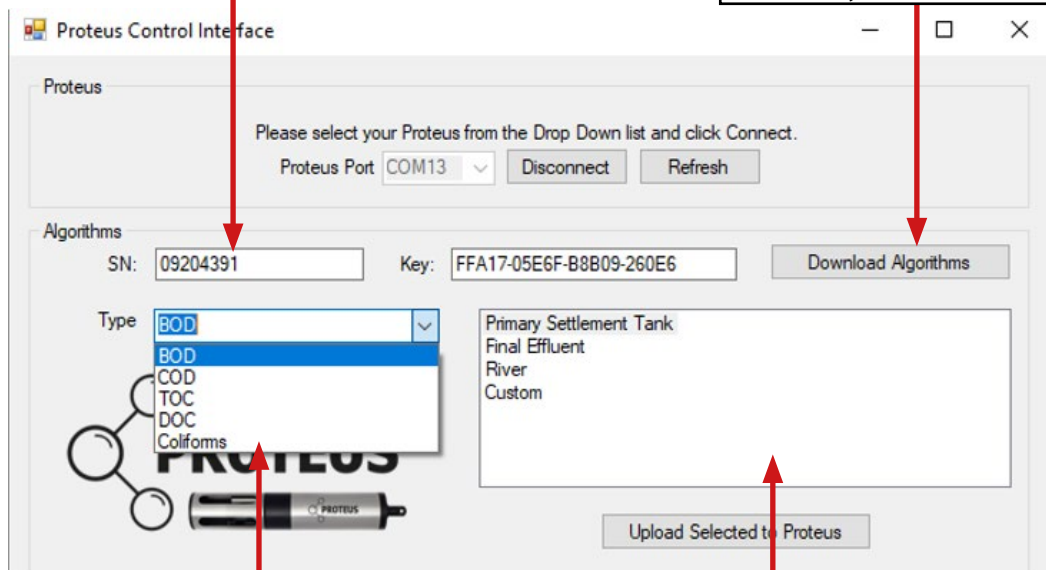 Proteus Control Interface
Proteus
Please select your Proteus from the Drop Down list and click Connect.
Proteus Port COM13 Disconnect Refresh
Algorithms
SN: 09204391 Key: FFA17-05E6F-B8B09-260E6 Download Algorithms
Type BOD
BOD
COD
TOC
DOC
Coliforms
Primary Settlement Tank
Final Effluent
River
Custom
PROTEUS
PROTEUS
Upload Selected to Proteus